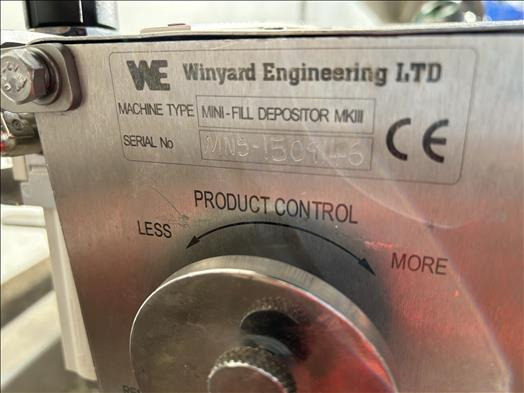 WE Winyard Engineering LTD
MACHINE TYPE MINI-FILL DEPOSITOR MKIII
SERIAL No
CE
PRODUCT CONTROL
LESS
MORE